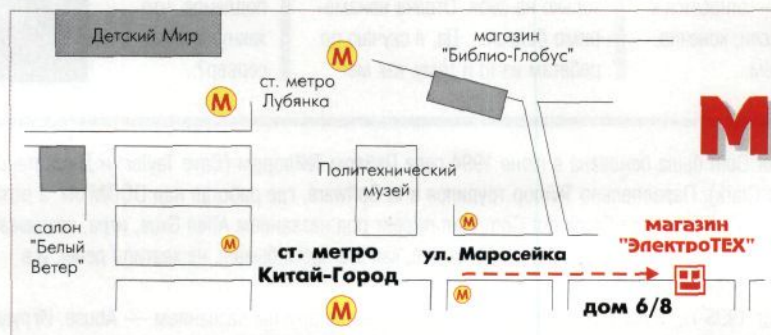 Детский Мир
ст. метро
Лубянка
магазин
"Библио-Глобус"
М
М
М
Политехнический
музей
салон
"Белый
Ветер"
М
ст. метро
Китай-Город
М
М
М
ул. Маросейка
магазин
"ЭлектроТЕХ"
дом 6/8